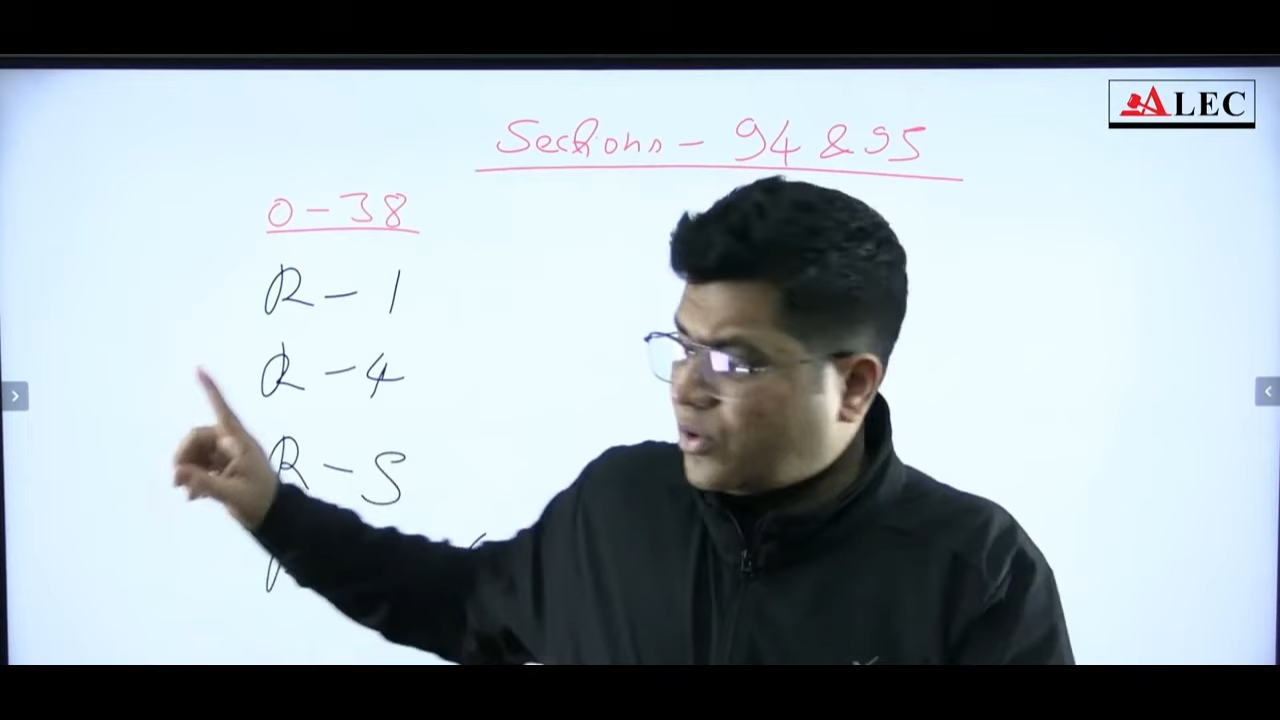 ALEC
Sections - 94 & 95
O - 38
R - 1
R - 4
R - 5